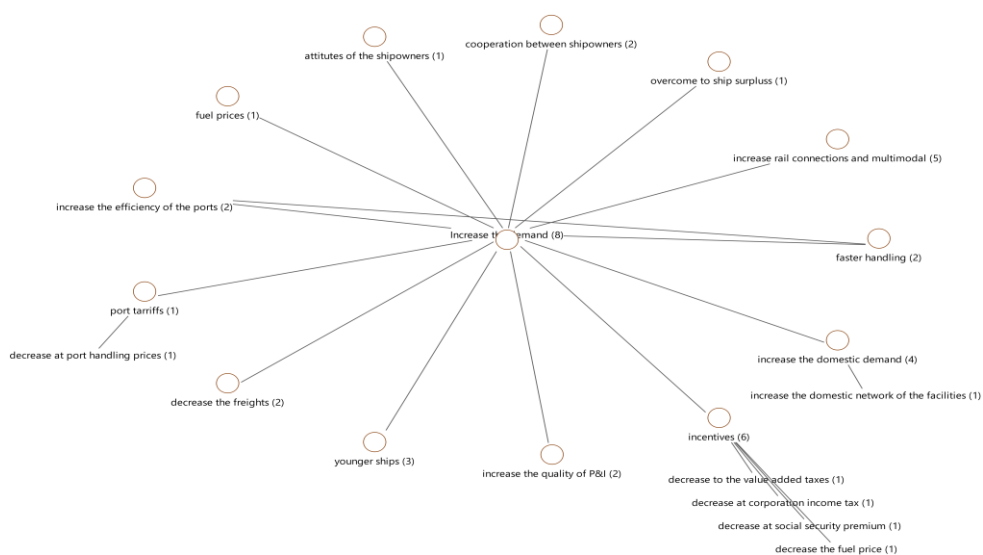 cooperation between shipowners (2)
attitutes of the shipowners (1)
overcome to ship surpluss (1)
fuel prices (1)
increase rail connections and multimodal (5)
increase the efficiency of the ports (2)
Increase th emand (8)
faster handling (2)
port tarriffs (1)
decrease at port handling prices (1)
increase the domestic demand (4)
increase the domestic network of the facilities (1)
decrease the freights (2)
incentives (6)
younger ships (3)
increase the quality of P&I (2)
decrease to the value added taxes (1)
decrease at corporation income tax (1)
decrease at social security premium (1)
decrease the fuel price (1)